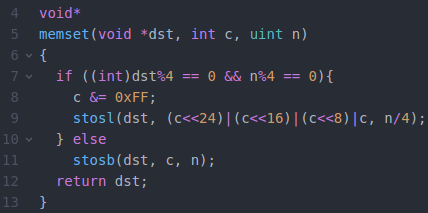 4 void*
5 memset(void *dst, int c, uint n)
6 {
7   if ((int)dst%4 == 0 && n%4 == 0){
8     c &= 0xFF;
9     stosl(dst, (c<<24)|(c<<16)|(c<<8)|c, n/4);
10   } else
11     stosb(dst, c, n);
12   return dst;
13 }